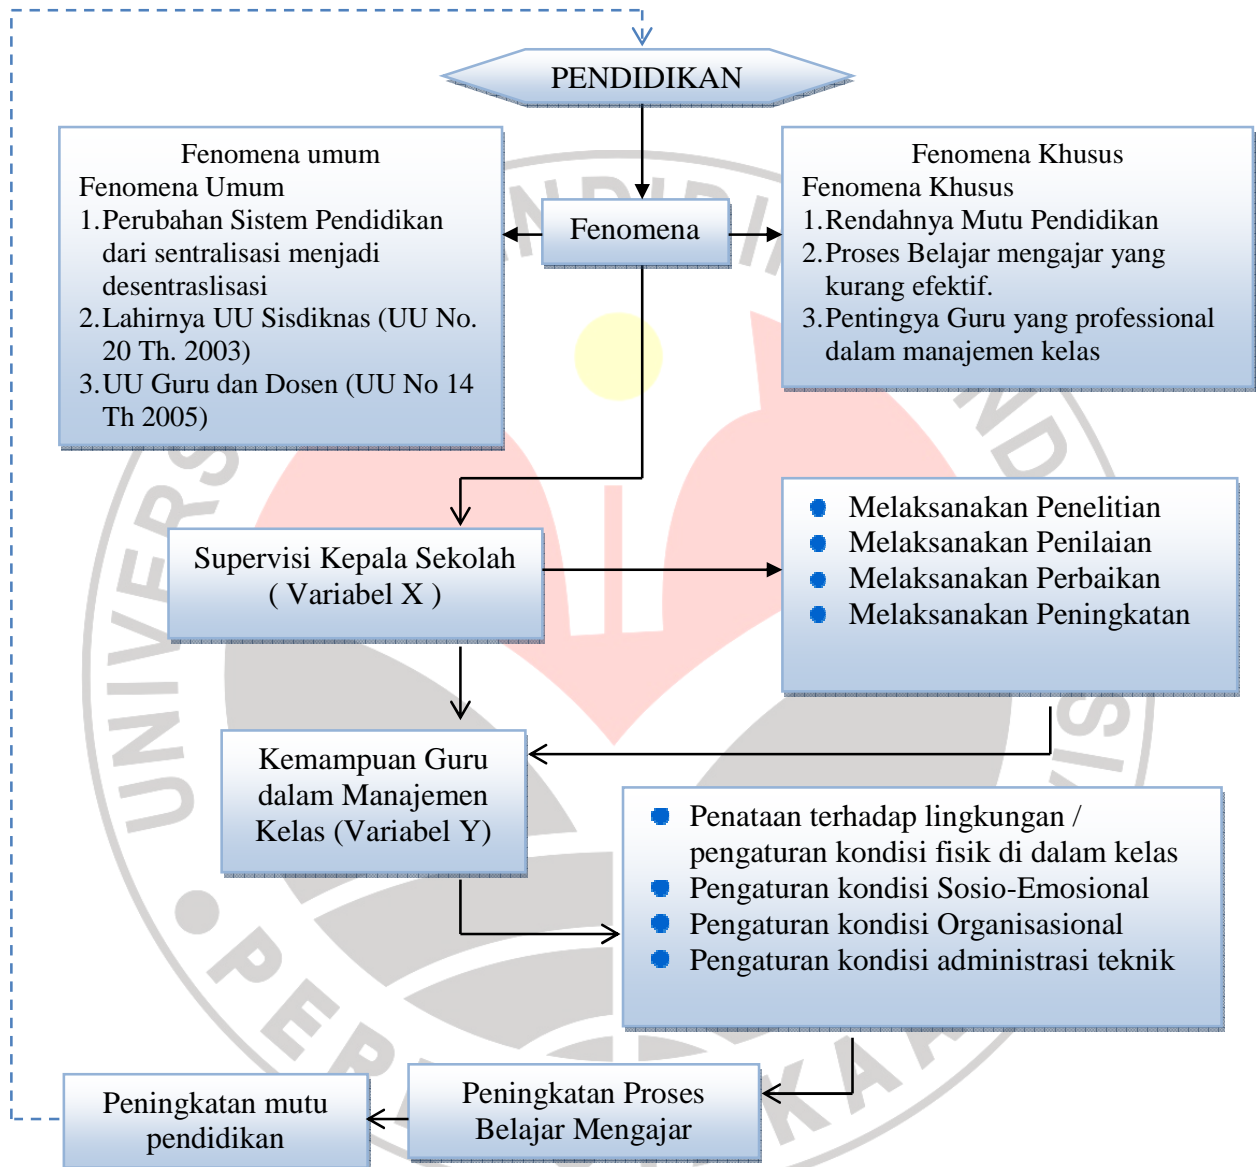 PENDIDIKAN
Fenomena umum
Fenomena Umum
1.Perubahan Sistem Pendidikan
dari sentralisasi menjadi
desentraslisasi
2.Lahirnya UU Sisdiknas (UU No.
20 Th. 2003)
3.UU Guru dan Dosen (UU No 14
Th 2005)
Fenomena
Fenomena Khusus
Fenomena Khusus
1.Rendahnya Mutu Pendidikan
2.Proses Belajar mengajar yang
kurang efektif.
3.Pentingya Guru yang professional
dalam manajemen kelas
Supervisi Kepala Sekolah
( Variabel X )
Melaksanakan Penelitian
Melaksanakan Penilaian
Melaksanakan Perbaikan
Melaksanakan Peningkatan
Kemampuan Guru
dalam Manajemen
Kelas (Variabel Y)
Penataan terhadap lingkungan /
pengaturan kondisi fisik di dalam kelas
Pengaturan kondisi Sosio-Emosional
Pengaturan kondisi Organisasional
Pengaturan kondisi administrasi teknik
Peningkatan Proses
Belajar Mengajar
Peningkatan mutu
pendidikan